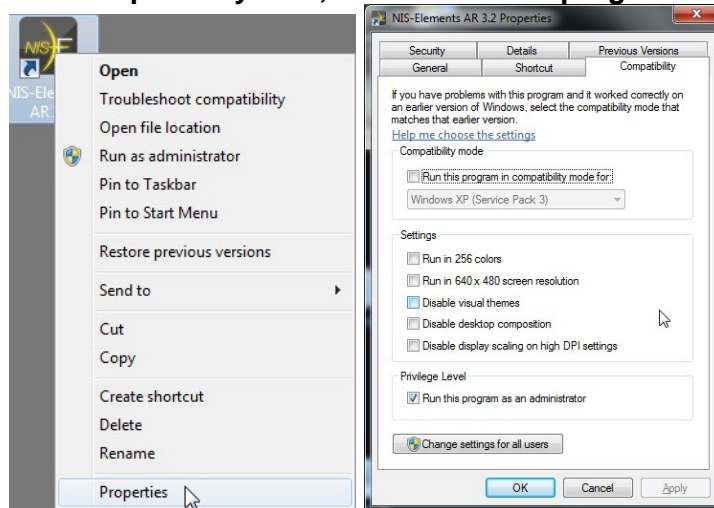 NIS-E
NIS-Ele
AR
Open
Troubleshoot compatibility
Open file location
Run as administrator
Pin to Taskbar
Pin to Start Menu
Restore previous versions
Send to
Cut
Copy
Create shortcut
Delete
Rename
Properties
NIS-Elements AR 3.2 Properties
Security Details Previous Versions
General Shortcut Compatibility
If you have problems with this program and it worked correctly on
an earlier version of Windows, select the compatibility mode that
matches that earlier version.
Help me choose the settings
Compatibility mode
Run this program in compatibility mode for:
Windows XP (Service Pack 3)
Settings
Run in 256 colors
Run in 640 x 480 screen resolution
Disable visual themes
Disable desktop composition
Disable display scaling on high DPI settings
Privilege Level
Run this program as an administrator
Change settings for all users
OK Cancel Apply